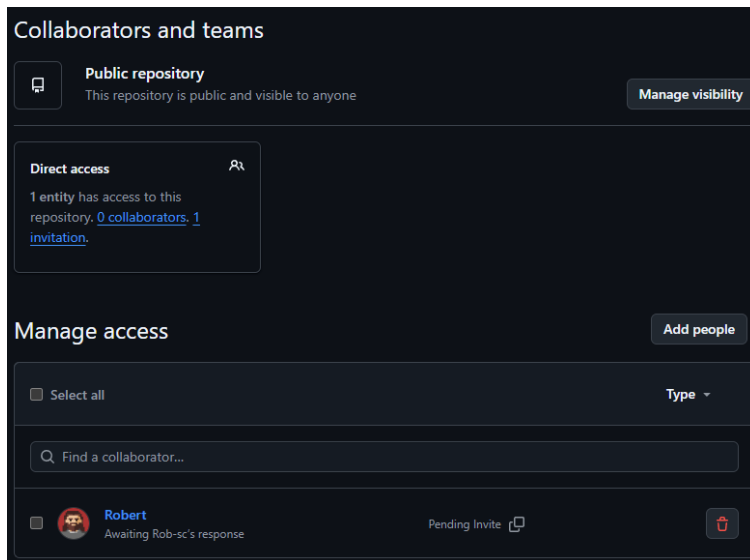 Collaborators and teams
Public repository
This repository is public and visible to anyone
Manage visibility
Direct access
1 entity has access to this
repository. 0 collaborators. 1
invitation.
Manage access
Add people
Select all
Type
Find a collaborator...
Robert
Awaiting Rob-sc's response
Pending Invite